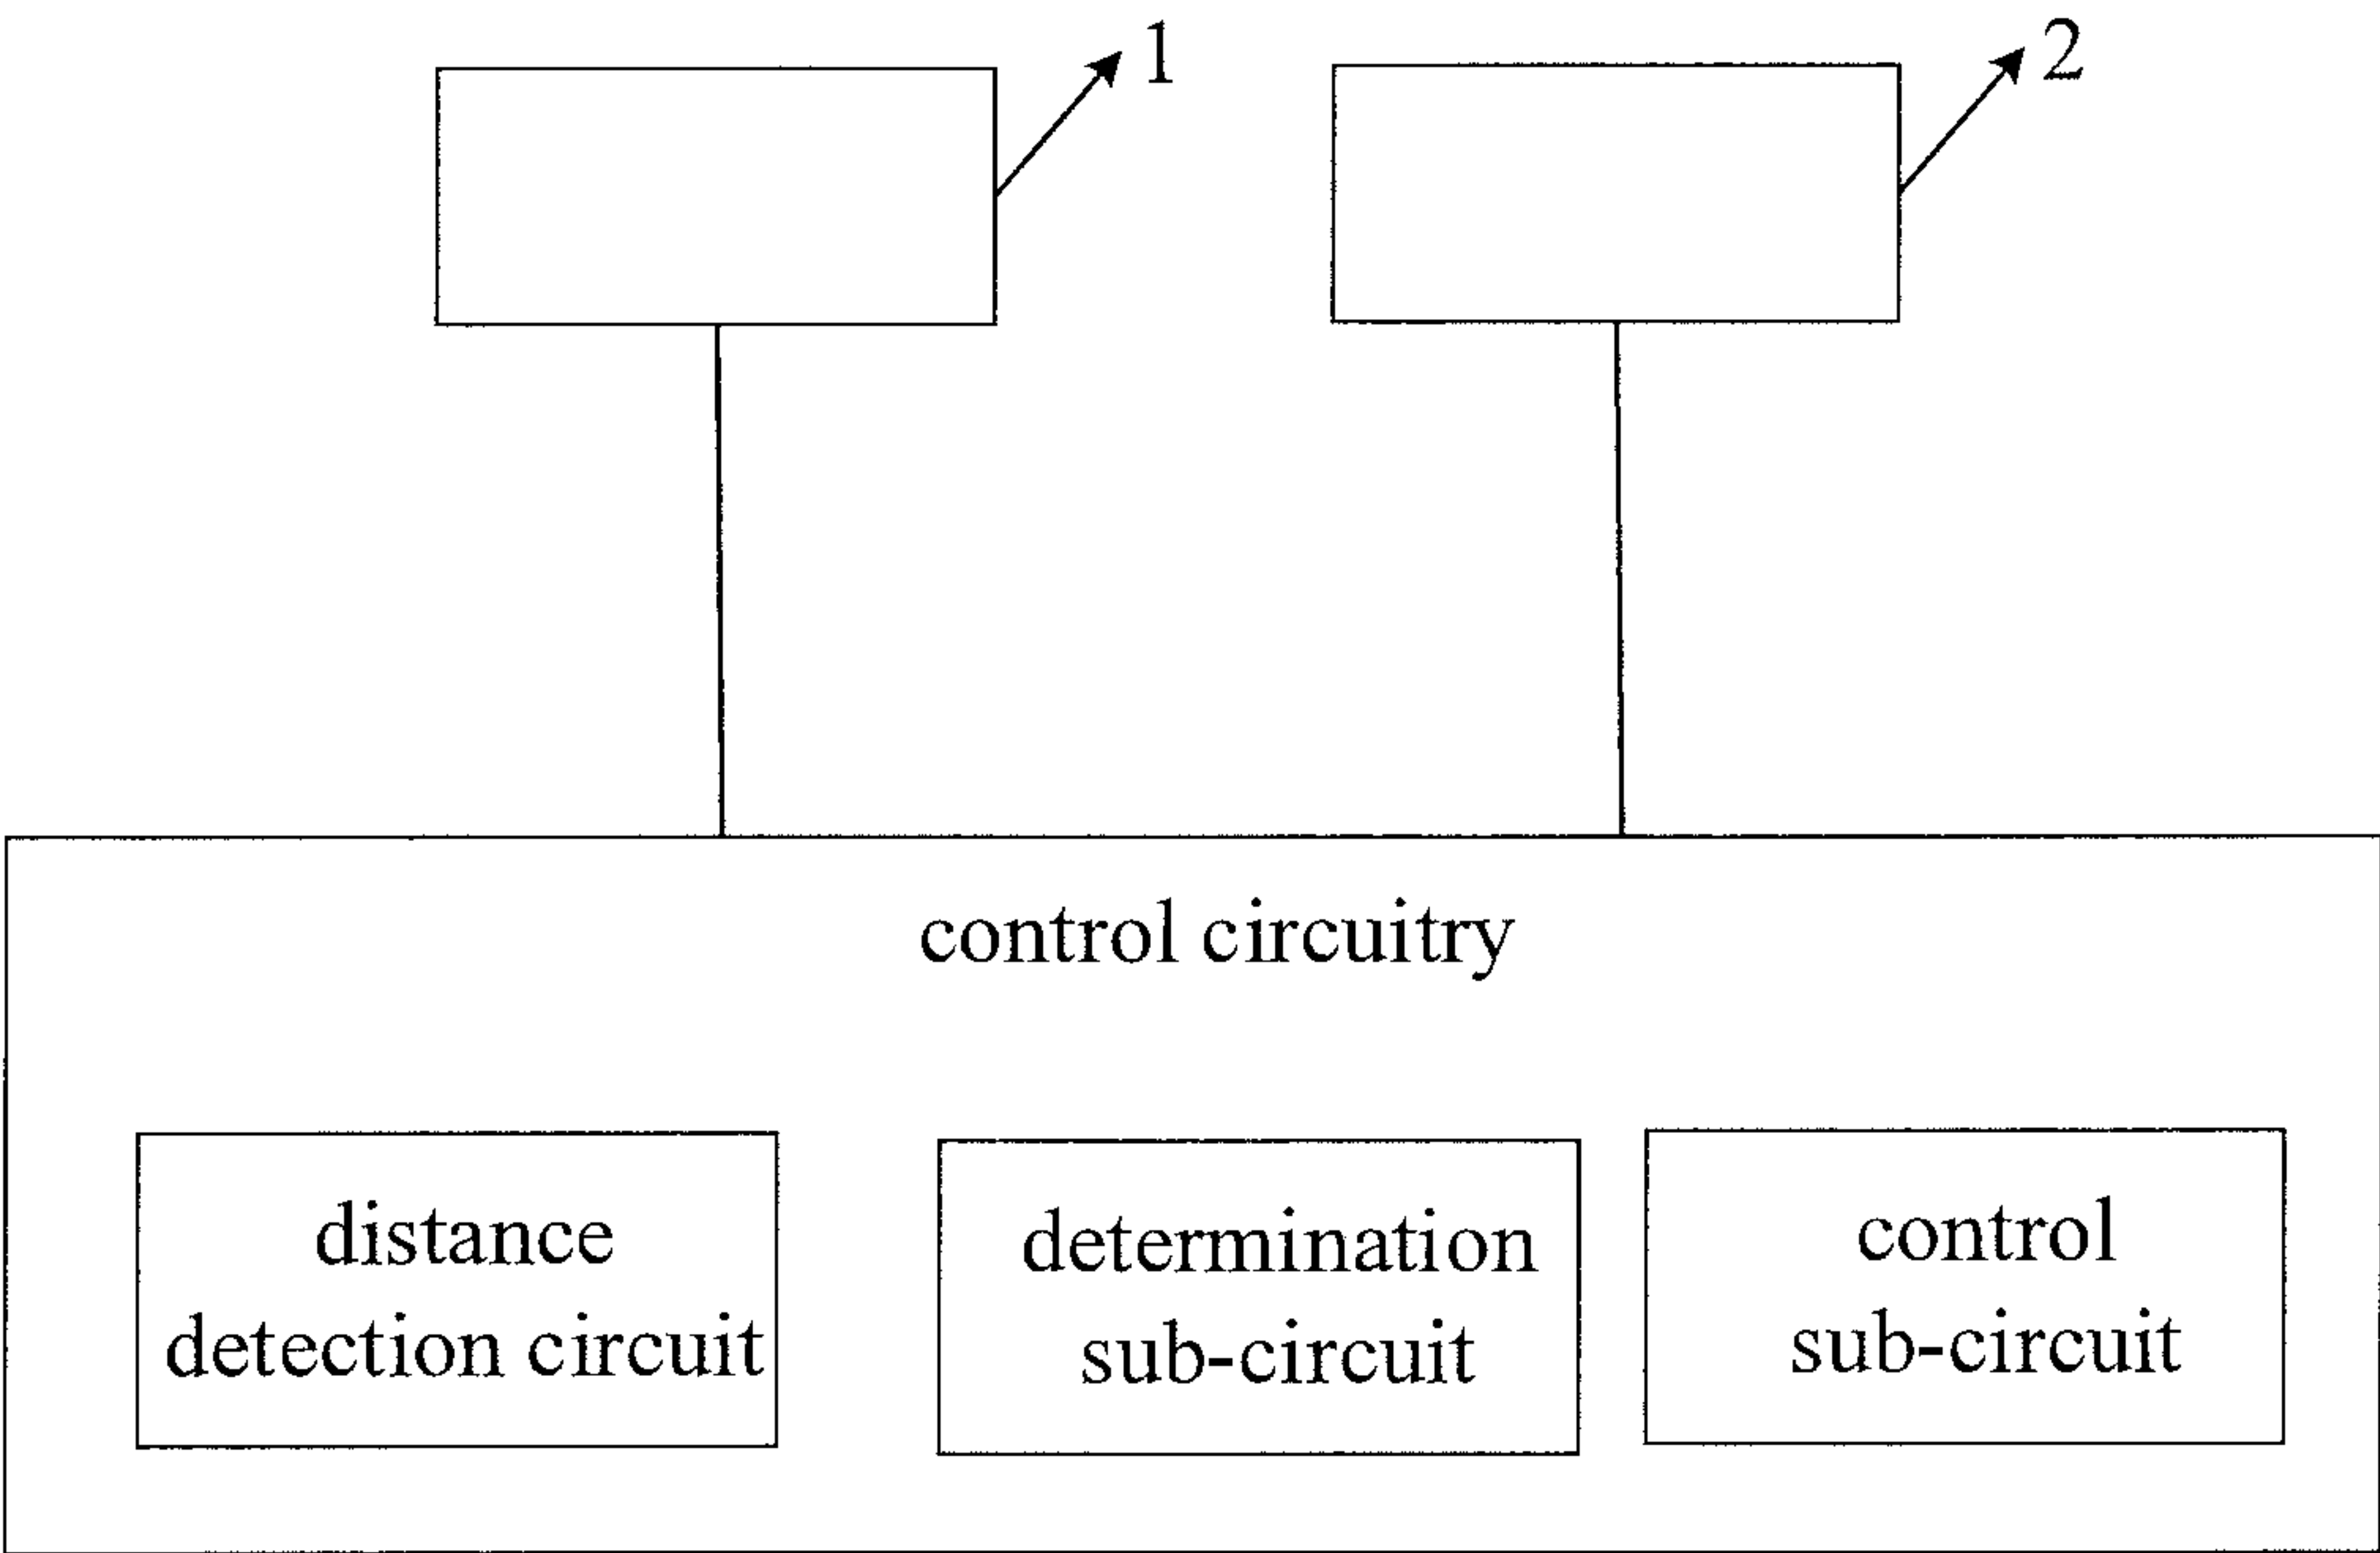 1
2
control circuitry
distance
detection circuit
determination
sub-circuit
control
sub-circuit